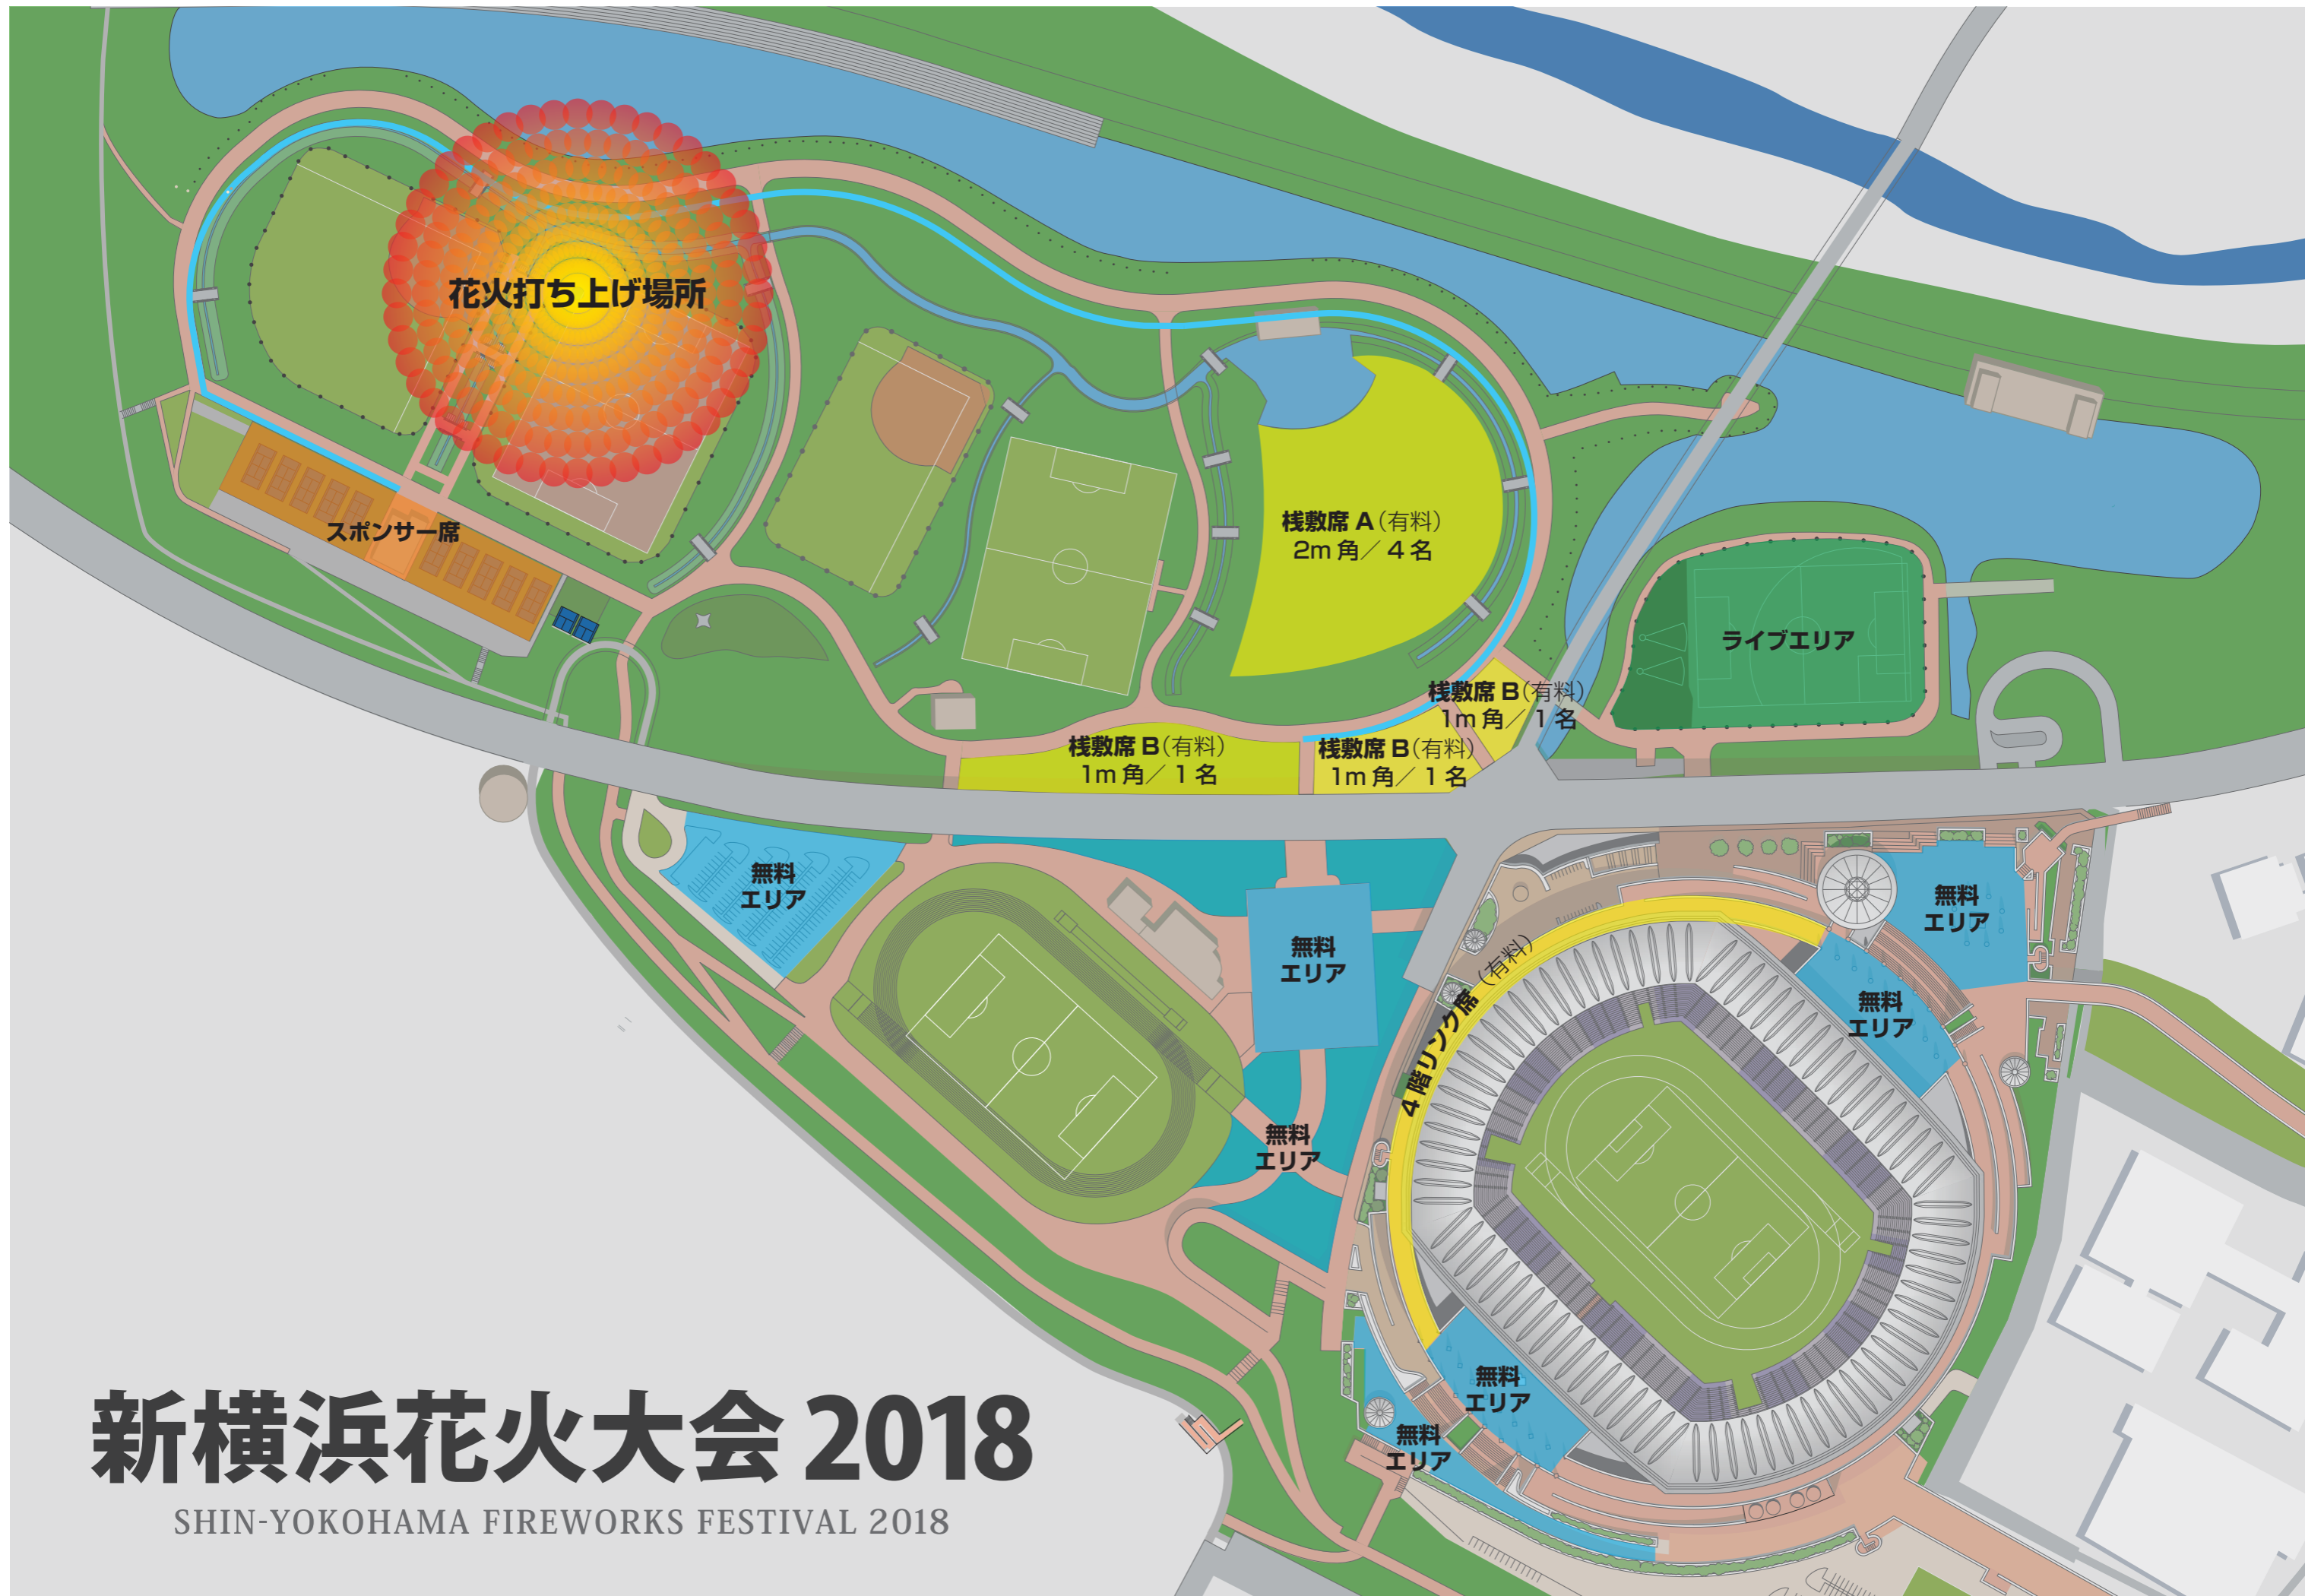 花火打ち上げ場所
スポンサー席
桟敷席 A(有料)
2m 角／ 4 名
ライブエリア
桟敷席 B(有料)
1m 角／ 1 名
桟敷席 B(有料)
1m 角／ 1 名
桟敷席 B(有料)
1m 角／ 1 名
無料
エリア
無料
エリア
無料
エリア
無料
エリア
4 階リング席(有料)
無料
エリア
無料
エリア
無料
エリア
新横浜花火大会 2018
SHIN-YOKOHAMA FIREWORKS FESTIVAL 2018